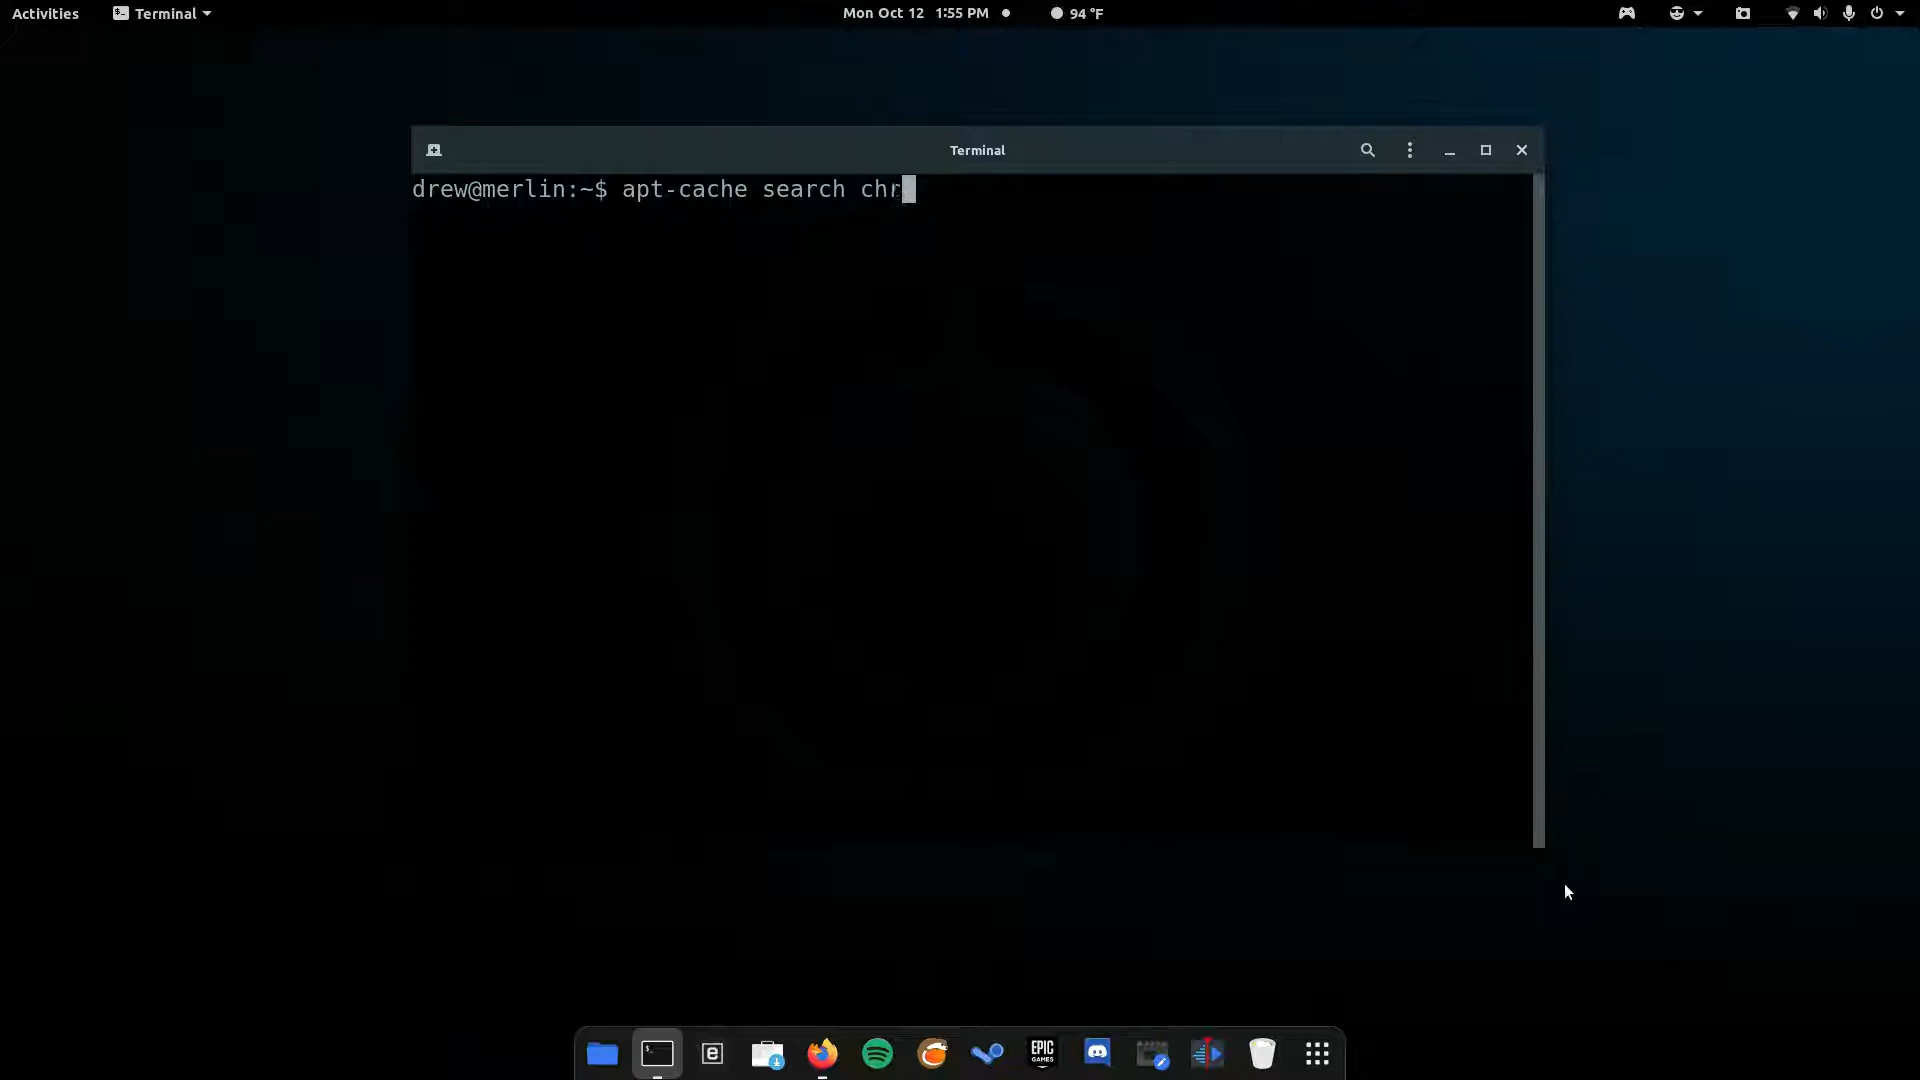 Activities Terminal Mon Oct 12 1:55 PM 94 °F
Terminal
drew@merlin:~$ apt-cache search chr
EPIC
GAMES